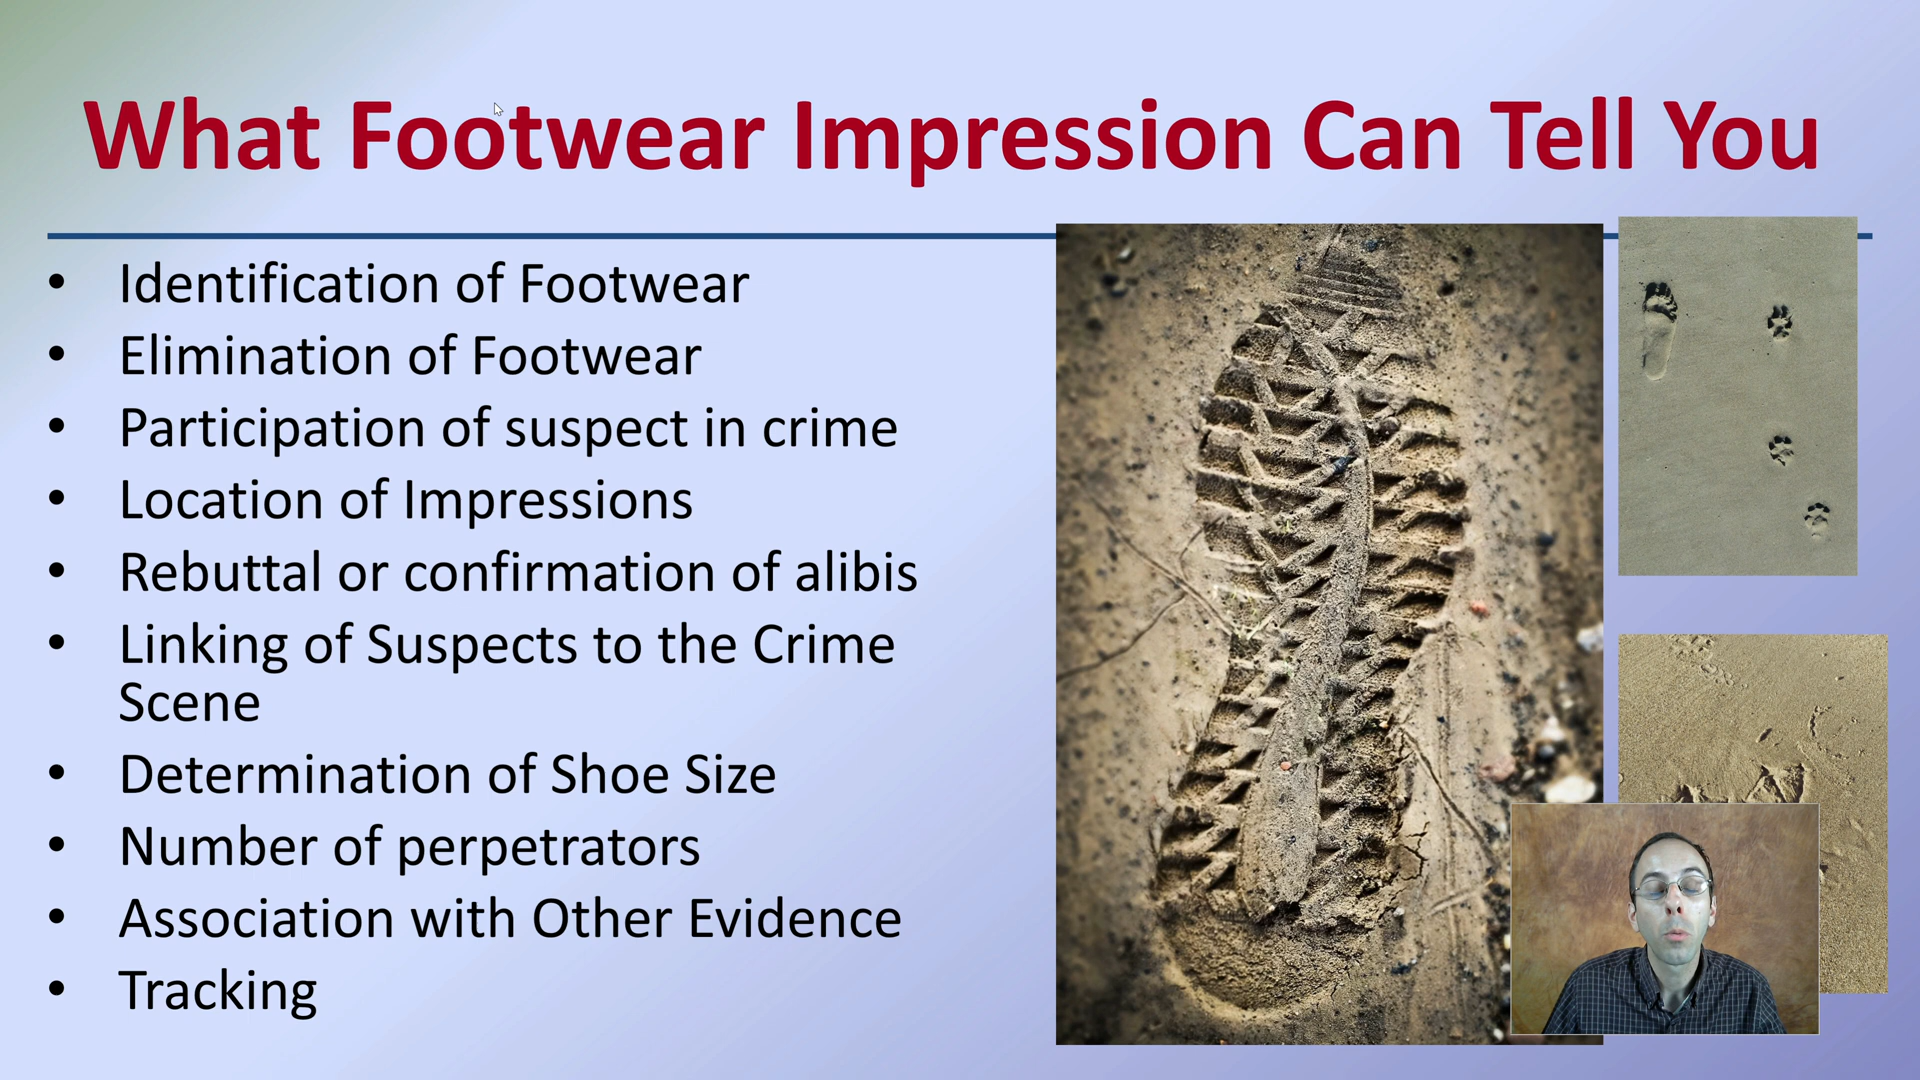 What Footwear Impression Can Tell You
• Identification of Footwear
• Elimination of Footwear
• Participation of suspect in crime
• Location of Impressions
• Rebuttal or confirmation of alibis
• Linking of Suspects to the Crime
Scene
• Determination of Shoe Size
• Number of perpetrators
• Association with Other Evidence
• Tracking